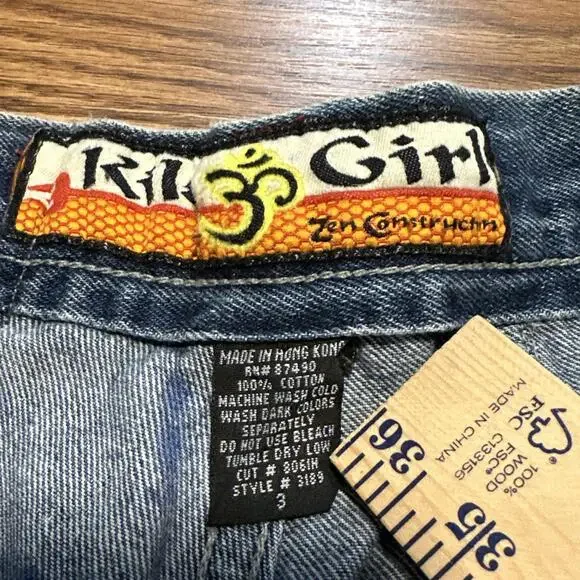 Girl
ॐ
Zen Constructn
MADE IN HONG KONG
RN# 87490
100% COTTON
MACHINE WASH COLD
WASH DARK COLORS
SEPARATELY
DO NOT USE BLEACH
TUMBLE DRY LOW
CUT # 8061H
STYLE # 3189
3
36
35
FSC
MADE IN CHINA
100%
WOOD
FSC®
C133156